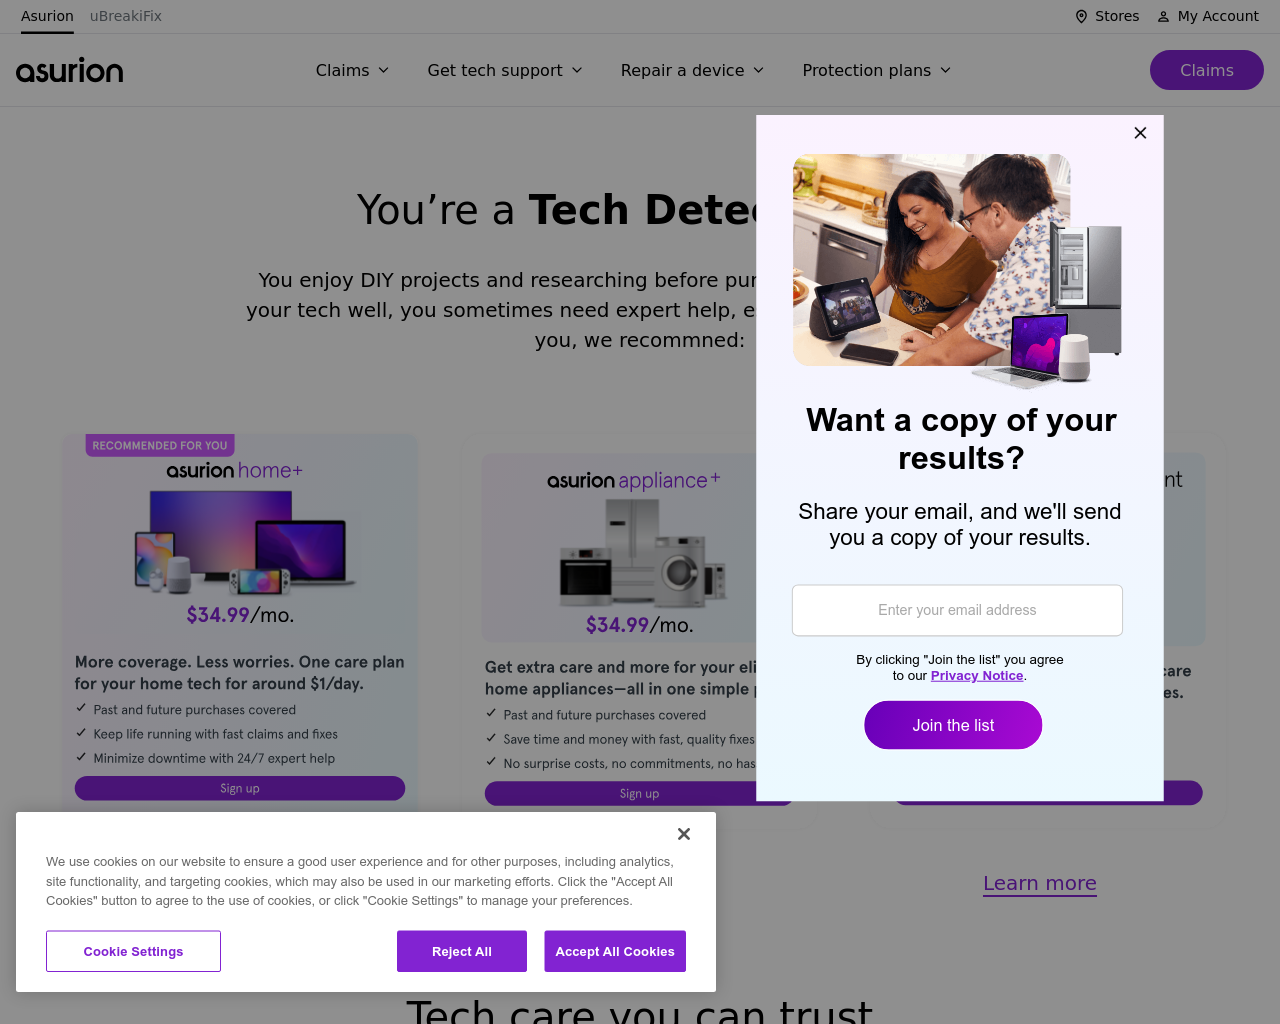 Asurion
uBreakiFix
Stores
My Account
asurion
Claims
Get tech support
Repair a device
Protection plans
Claims
You're a Tech Dete
You enjoy DIY projects and researching before pur
your tech well, you sometimes need expert help, e
you, we recommned:
RECOMMENDED FOR YOU
asurion home+
$34.99/mo.
More coverage. Less worries. One care plan
for your home tech for around $1/day.
Past and future purchases covered
Keep life running with fast claims and fixes
Minimize downtime with 24/7 expert help
Sign up
asurion appliance+
$34.99/mo.
Get extra care and more for your eli
home appliances—all in one simple p
Past and future purchases covered
Save time and money with fast, quality fixes
No surprise costs, no commitments, no has
Sign up
nt
care
es.
Want a copy of your
results?
Share your email, and we'll send
you a copy of your results.
Enter your email address
By clicking "Join the list" you agree
to our Privacy Notice.
Join the list
Learn more
We use cookies on our website to ensure a good user experience and for other purposes, including analytics,
site functionality, and targeting cookies, which may also be used in our marketing efforts. Click the "Accept All
Cookies" button to agree to the use of cookies, or click "Cookie Settings" to manage your preferences.
Cookie Settings
Reject All
Accept All Cookies
Tech care you can trust